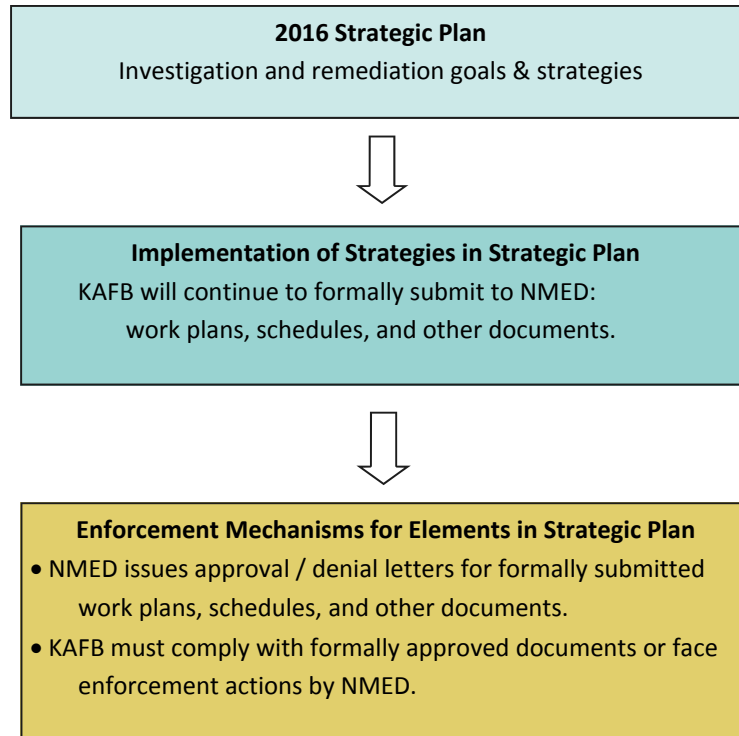 2016 Strategic Plan
Investigation and remediation goals & strategies
Implementation of Strategies in Strategic Plan
KAFB will continue to formally submit to NMED:
work plans, schedules, and other documents.
Enforcement Mechanisms for Elements in Strategic Plan
• NMED issues approval / denial letters for formally submitted
work plans, schedules, and other documents.
• KAFB must comply with formally approved documents or face
enforcement actions by NMED.